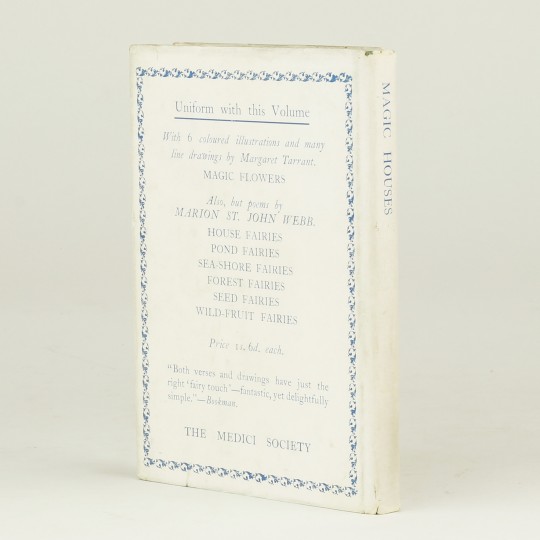 Uniform with this Volume
With 6 coloured illustrations and many
line drawings by Margaret Tarrant.
MAGIC FLOWERS
Also, but poems by
MARION ST. JOHN WEBB.
HOUSE FAIRIES
POND FAIRIES
SEA-SHORE FAIRIES
FOREST FAIRIES
SEED FAIRIES
WILD-FRUIT FAIRIES
Price 2s. 6d. each.
"Both verses and drawings have just the
right 'fairy touch'—fantastic, yet delightfully
simple."—Bookman.
THE MEDICI SOCIETY
MAGIC HOUSES